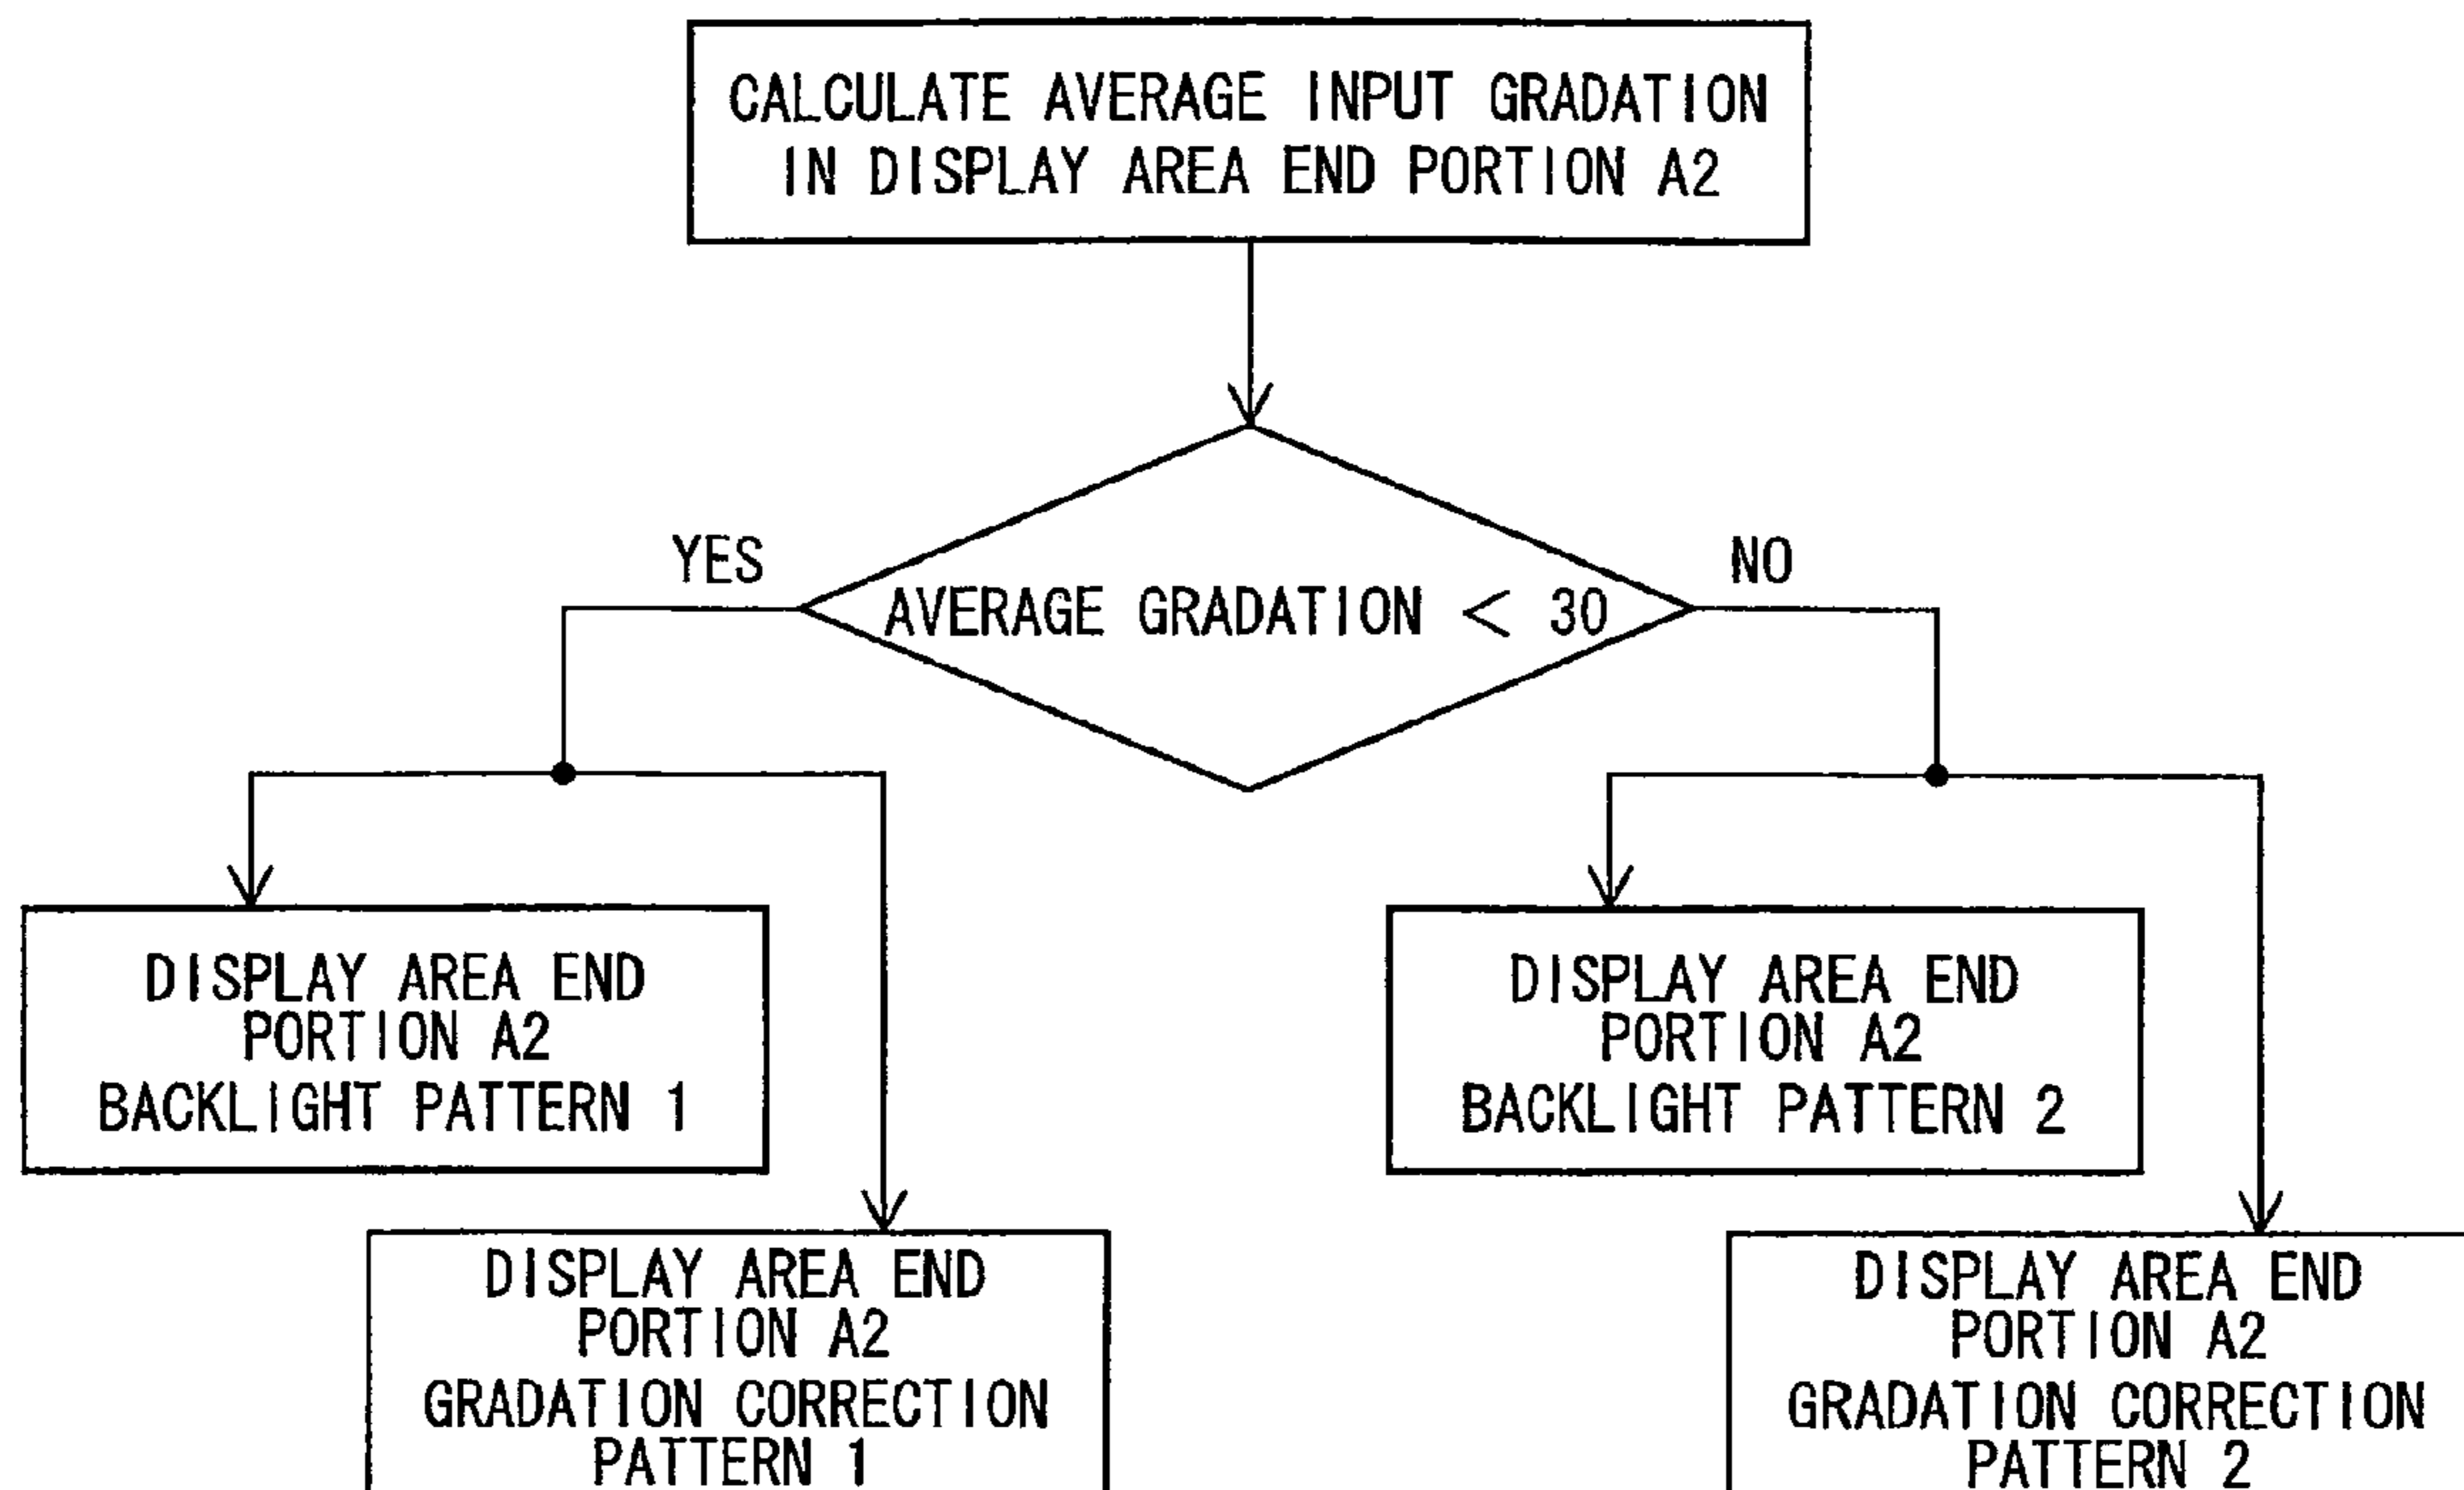 CALCULATE AVERAGE INPUT GRADATION
IN DISPLAY AREA END PORTION A2
YES
NO
AVERAGE GRADATION < 30
DISPLAY AREA END
PORTION A2
BACKLIGHT PATTERN 1
DISPLAY AREA END
PORTION A2
BACKLIGHT PATTERN 2
DISPLAY AREA END
PORTION A2
GRADATION CORRECTION
PATTERN 1
DISPLAY AREA END
PORTION A2
GRADATION CORRECTION
PATTERN 2